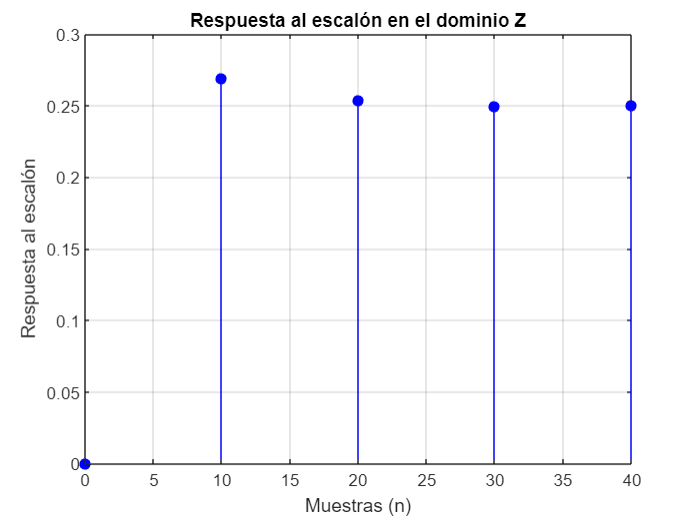 Respuesta al escalón en el dominio Z
Respuesta al escalón
0.3
0.25
0.2
0.15
0.1
0.05
0
0 5 10 15 20 25 30 35 40
Muestras (n)